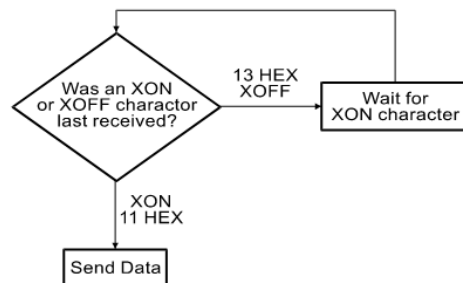 Was an XON
or XOFF charactor
last received?
13 HEX
XOFF
Wait for
XON character
XON
11 HEX
Send Data